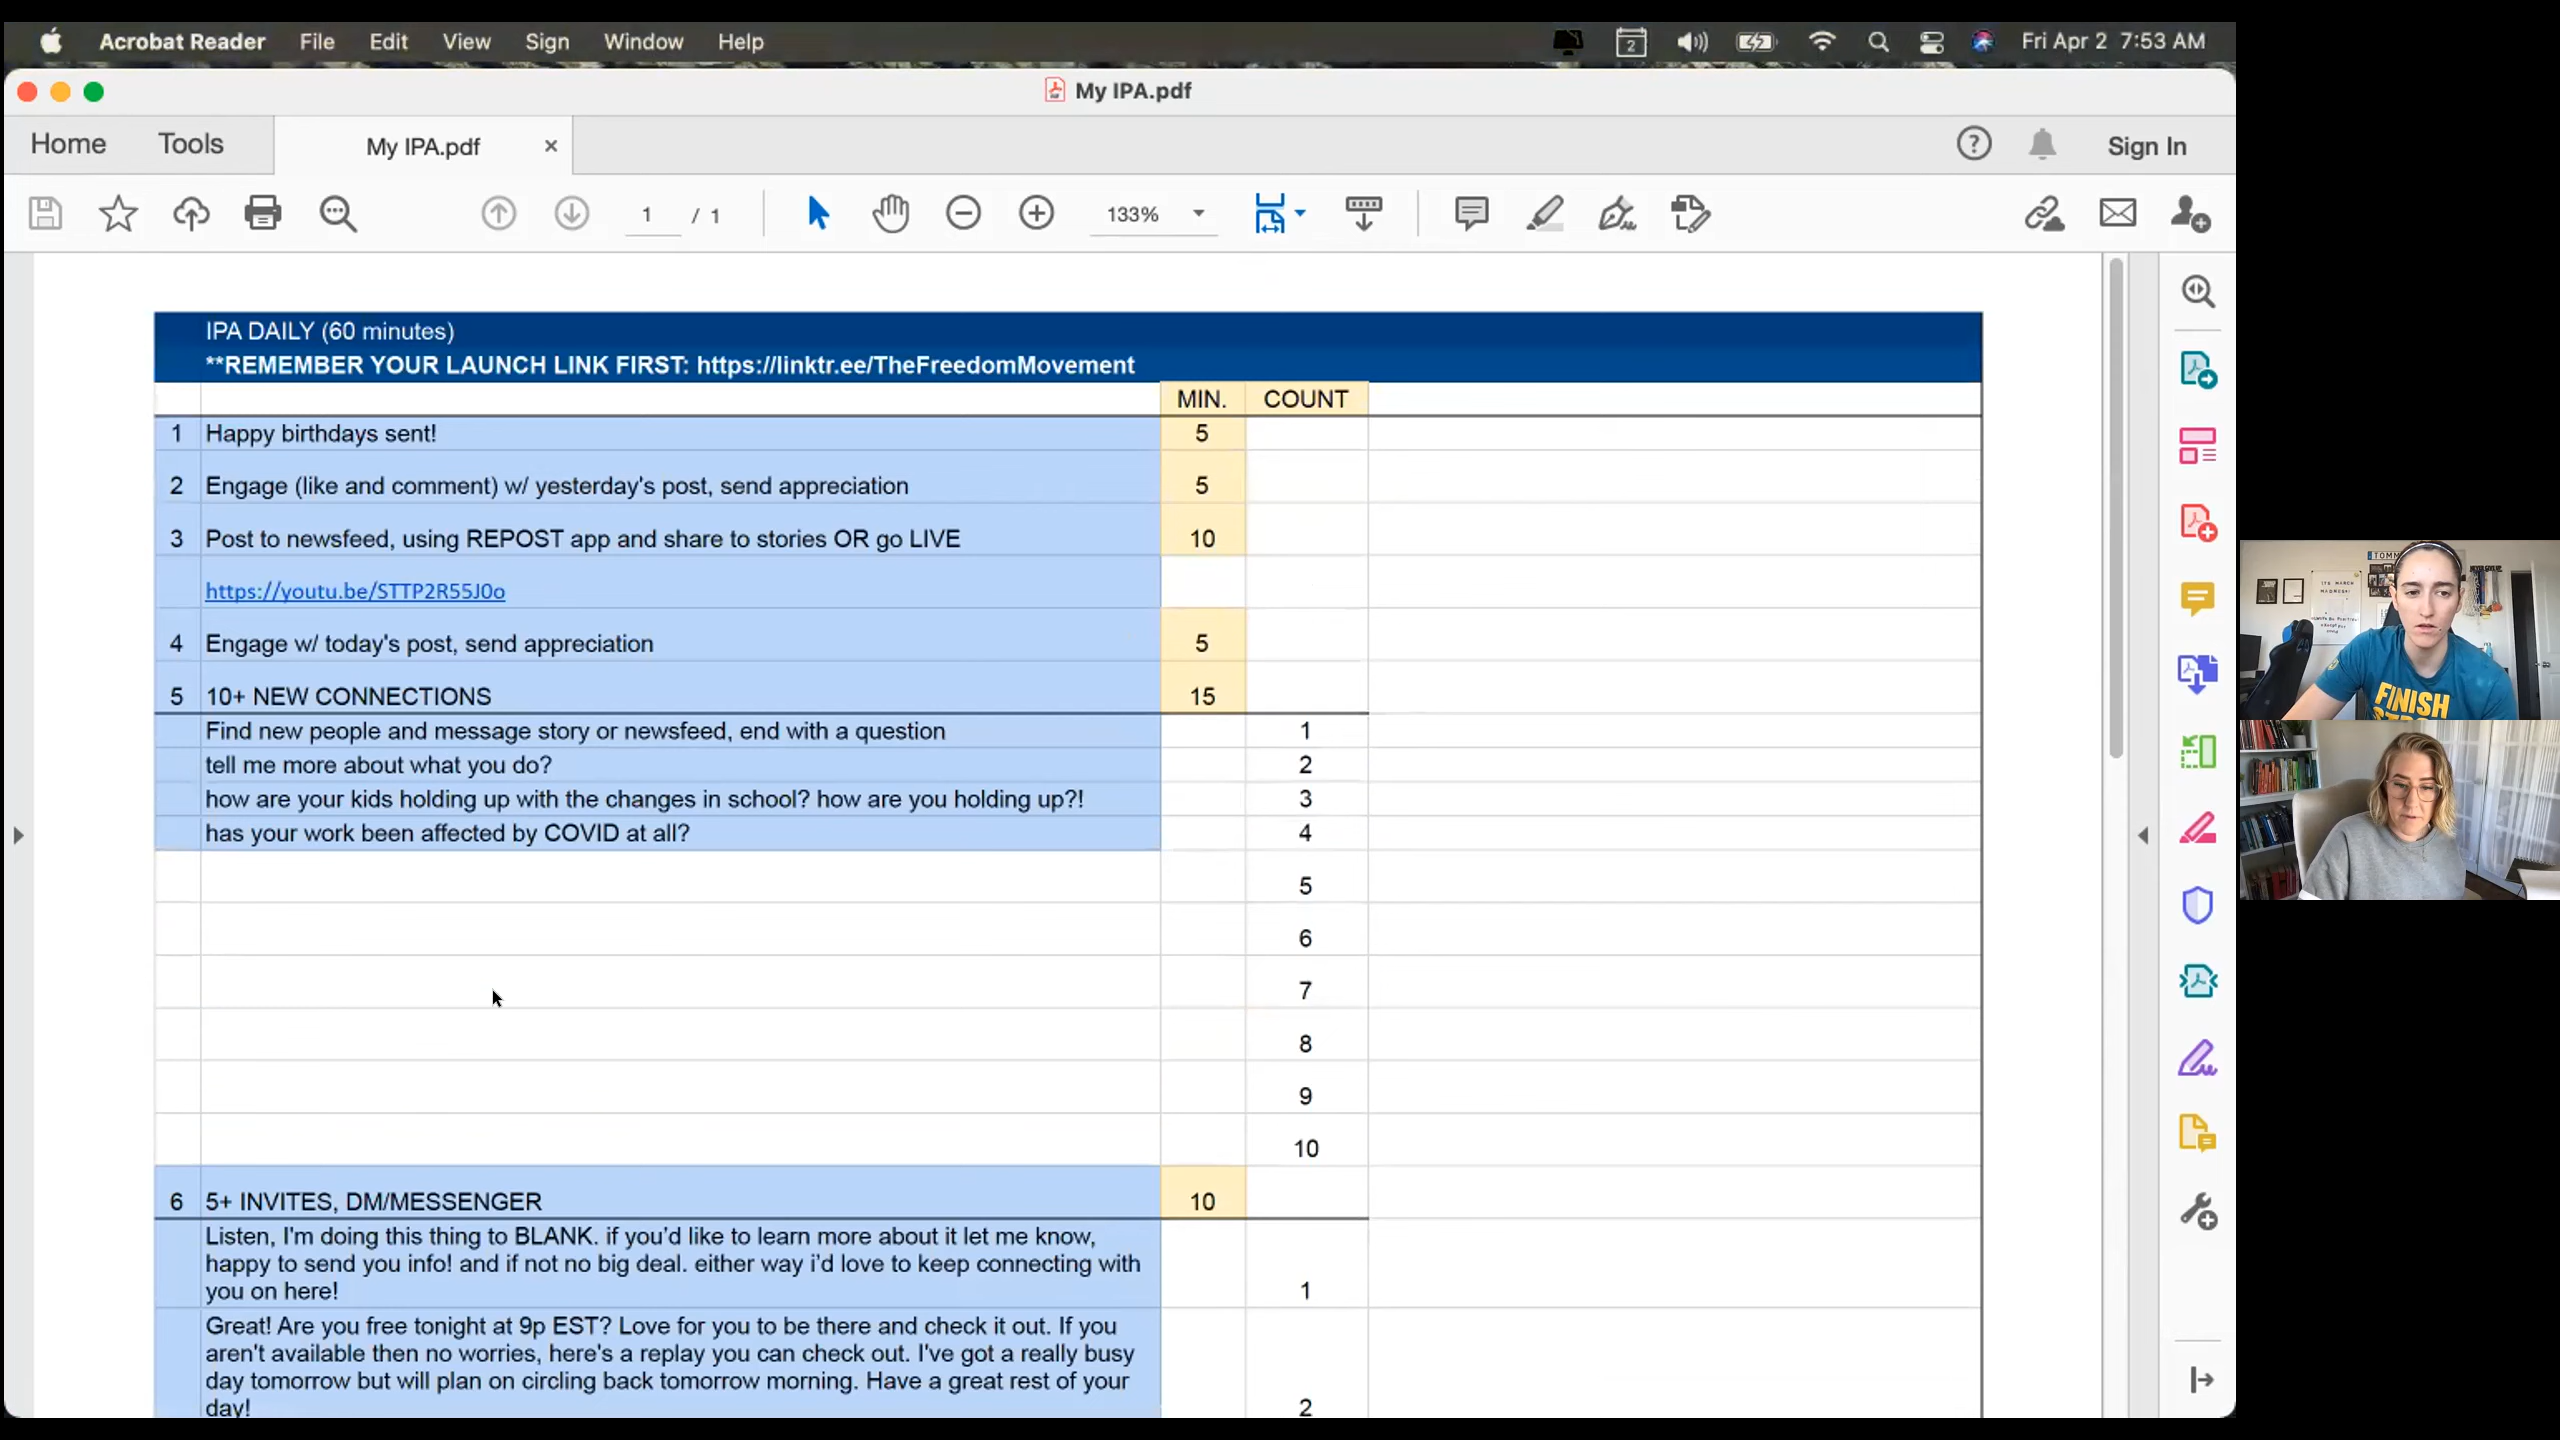 Acrobat Reader File Edit View Sign Window Help 2 Fri Apr 2 7:53 AM
My IPA.pdf
Home Tools My IPA.pdf × ? Sign In
1 / 1 133%
IPA DAILY (60 minutes)
**REMEMBER YOUR LAUNCH LINK FIRST: https://linktr.ee/TheFreedomMovement
MIN. COUNT
1 Happy birthdays sent! 5
2 Engage (like and comment) w/ yesterday's post, send appreciation 5
3 Post to newsfeed, using REPOST app and share to stories OR go LIVE 10
https://youtu.be/STTP2R55J0o
4 Engage w/ today's post, send appreciation 5
5 10+ NEW CONNECTIONS 15
Find new people and message story or newsfeed, end with a question 1
tell me more about what you do? 2
how are your kids holding up with the changes in school? how are you holding up?! 3
has your work been affected by COVID at all? 4
5
6
7
8
9
10
6 5+ INVITES, DM/MESSENGER 10
Listen, I'm doing this thing to BLANK. if you'd like to learn more about it let me know,
happy to send you info! and if not no big deal. either way i'd love to keep connecting with
you on here! 1
Great! Are you free tonight at 9p EST? Love for you to be there and check it out. If you
aren't available then no worries, here's a replay you can check out. I've got a really busy
day tomorrow but will plan on circling back tomorrow morning. Have a great rest of your
day! 2
FINISH